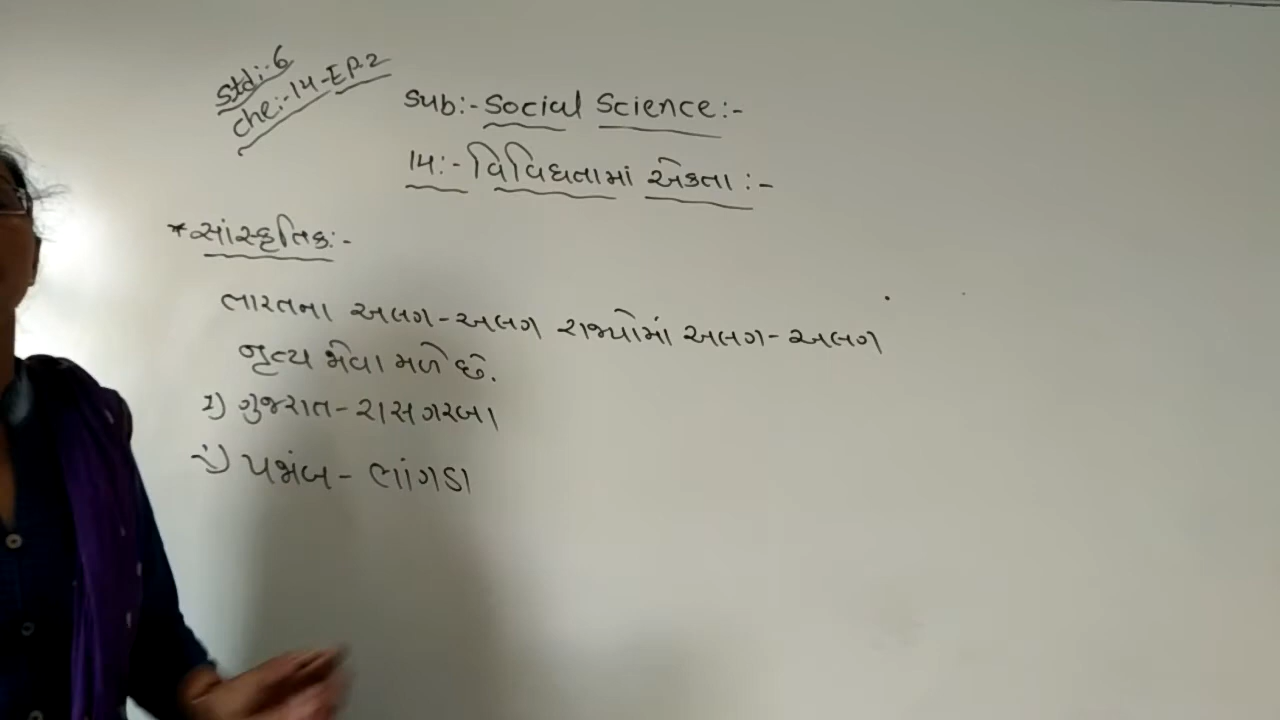 Std:-6
Che:-14-EP.2
Sub:- Social Science:-
14:- વિવિધતામાં એકતા :-
* સાંસ્કૃતિક:-
ભારતના અલગ-અલગ રાજ્યોમાં અલગ-અલગ
નૃત્ય જોવા મળે છે.
1) ગુજરાત- રાસગરબા
પંજાબ - ભાંગડા